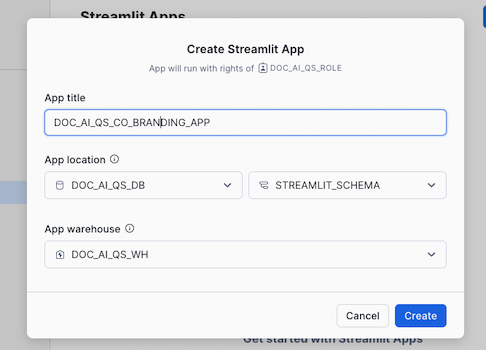 Streamlit Apps
Create Streamlit App
App will run with rights of DOC_AI_QS_ROLE
App title
DOC_AI_QS_CO_BRANDING_APP
App location
DOC_AI_QS_DB STREAMLIT_SCHEMA
App warehouse
DOC_AI_QS_WH
Cancel Create
Get started with Streamlit Apps